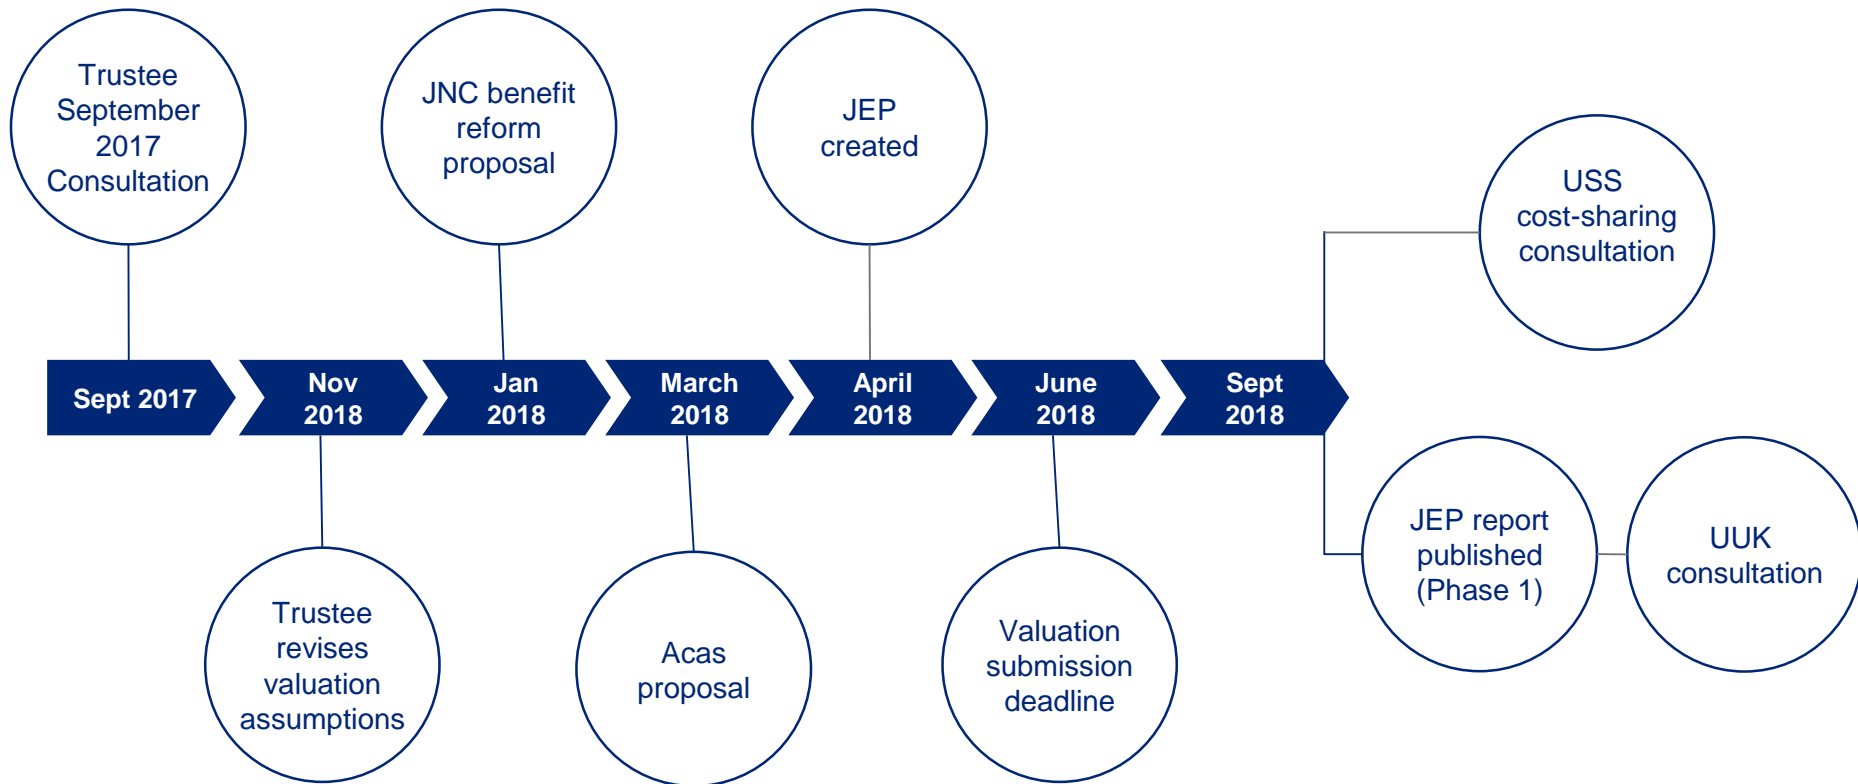 Trustee
September
2017
Consultation
JNC benefit
reform
proposal
JEP
created
USS
cost-sharing
consultation
Sept 2017
Nov
2018
Jan
2018
March
2018
April
2018
June
2018
Sept
2018
Trustee
revises
valuation
assumptions
Acas
proposal
Valuation
submission
deadline
JEP report
published
(Phase 1)
UUK
consultation